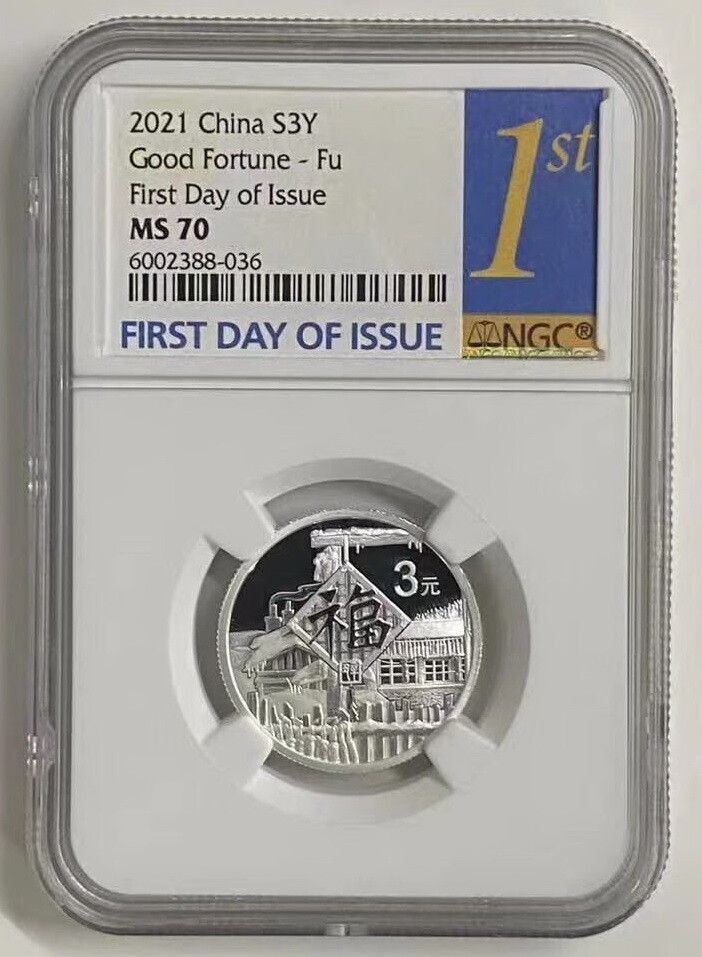 2021 China S3Y
Good Fortune - Fu
First Day of Issue
MS 70
6002388-036
FIRST DAY OF ISSUE
1st
NGC®
3元
福